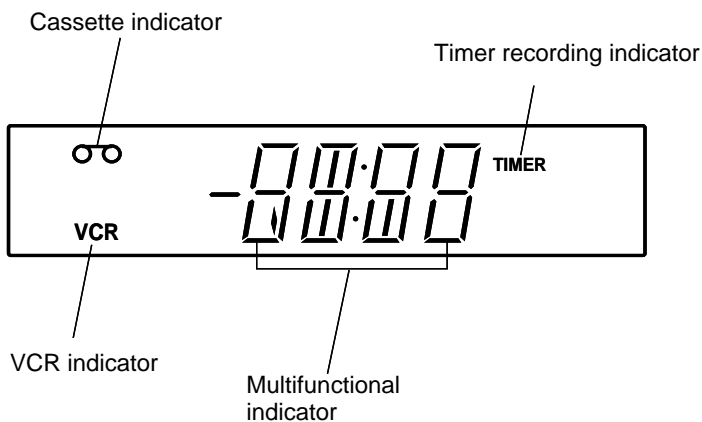 Cassette indicator
Timer recording indicator
TIMER
VCR
VCR indicator
Multifunctional
indicator